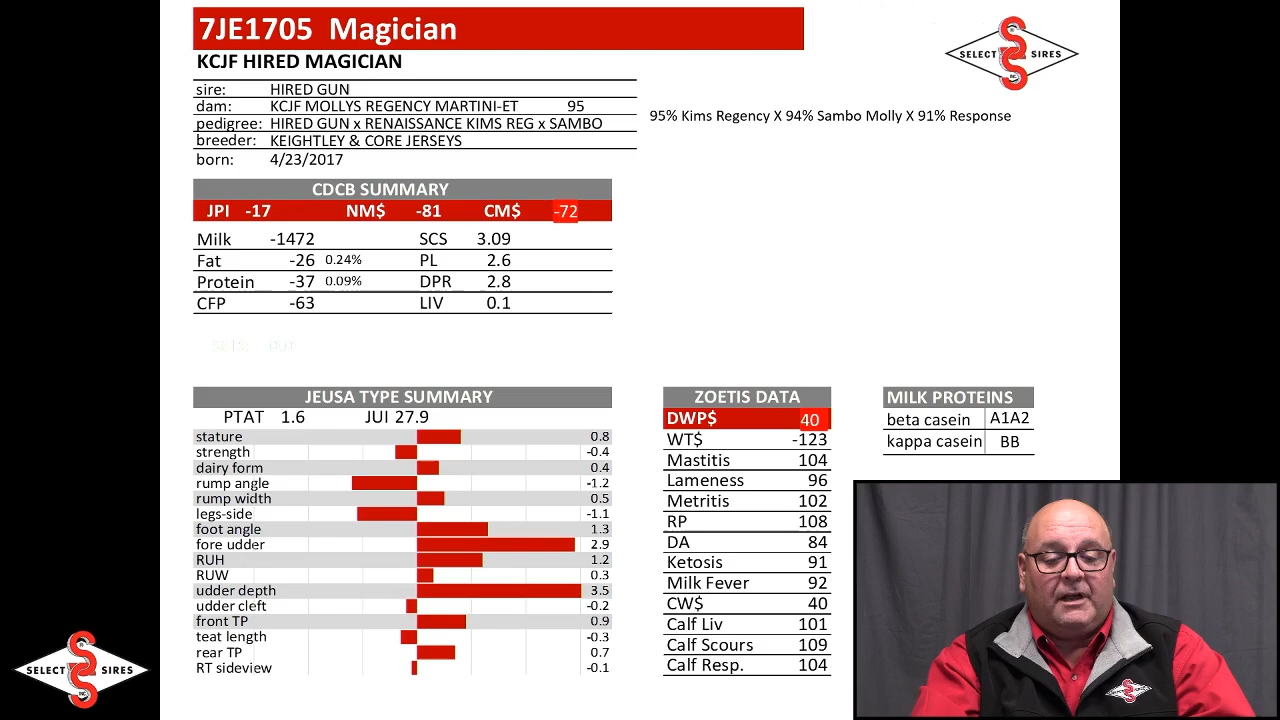 7JE1705 Magician
KCJF HIRED MAGICIAN
SELECT SIRES
INC.
sire: HIRED GUN
dam: KCJF MOLLYS REGENCY MARTINI-ET 95
pedigree: HIRED GUN x RENAISSANCE KIMS REG x SAMBO
breeder: KEIGHTLEY & CORE JERSEYS
born: 4/23/2017
95% Kims Regency X 94% Sambo Molly X 91% Response
CDCB SUMMARY
JPI -17 NM$ -81 CM$ -72
Milk -1472 SCS 3.09
Fat -26 0.24% PL 2.6
Protein -37 0.09% DPR 2.8
CFP -63 LIV 0.1
JEUSA TYPE SUMMARY
PTAT 1.6 JUI 27.9
stature 0.8
strength -0.4
dairy form 0.4
rump angle -1.2
rump width 0.5
legs-side -1.1
foot angle 1.3
fore udder 2.9
RUH 1.2
RUW 0.3
udder depth 3.5
udder cleft -0.2
front TP 0.9
teat length -0.3
rear TP 0.7
RT sideview -0.1
ZOETIS DATA
DWP$ 40
WT$ -123
Mastitis 104
Lameness 96
Metritis 102
RP 108
DA 84
Ketosis 91
Milk Fever 92
CW$ 40
Calf Liv 101
Calf Scours 109
Calf Resp. 104
MILK PROTEINS
beta casein A1A2
kappa casein BB
SELECT SIRES
INC.
SELECT SIRES